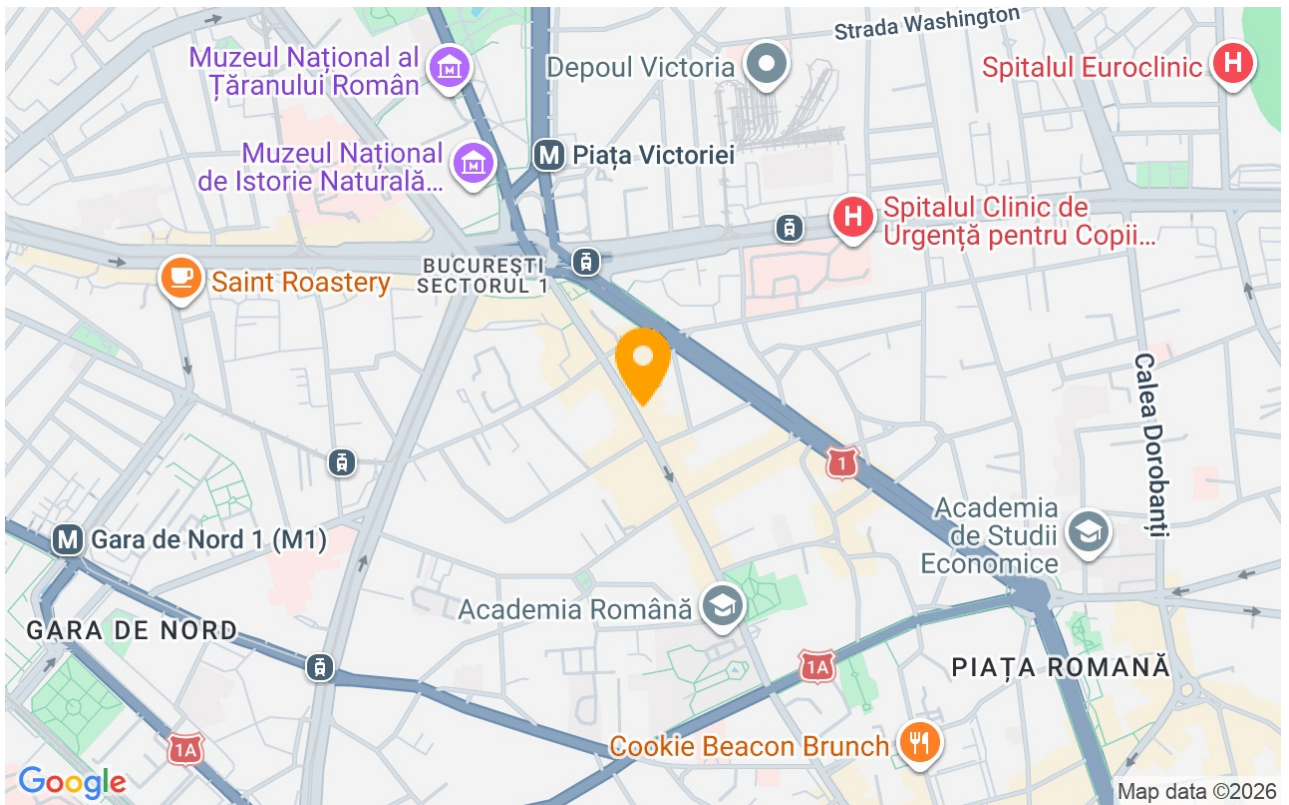 Strada Washington
Muzeul Național al
Țăranului Român
Depoul Victoria
Spitalul Euroclinic
H
M
Piața Victoriei
Muzeul Național
de Istorie Naturală...
H
Spitalul Clinic de
Urgență pentru Copii...
BUCUREȘTI
SECTORUL 1
Saint Roastery
Calea Dorobanți
1
Academia
de Studii
Economice
M
Gara de Nord 1 (M1)
Academia Română
GARA DE NORD
1A
PIAȚA ROMANĂ
1A
Cookie Beacon Brunch
Google
Map data ©2026